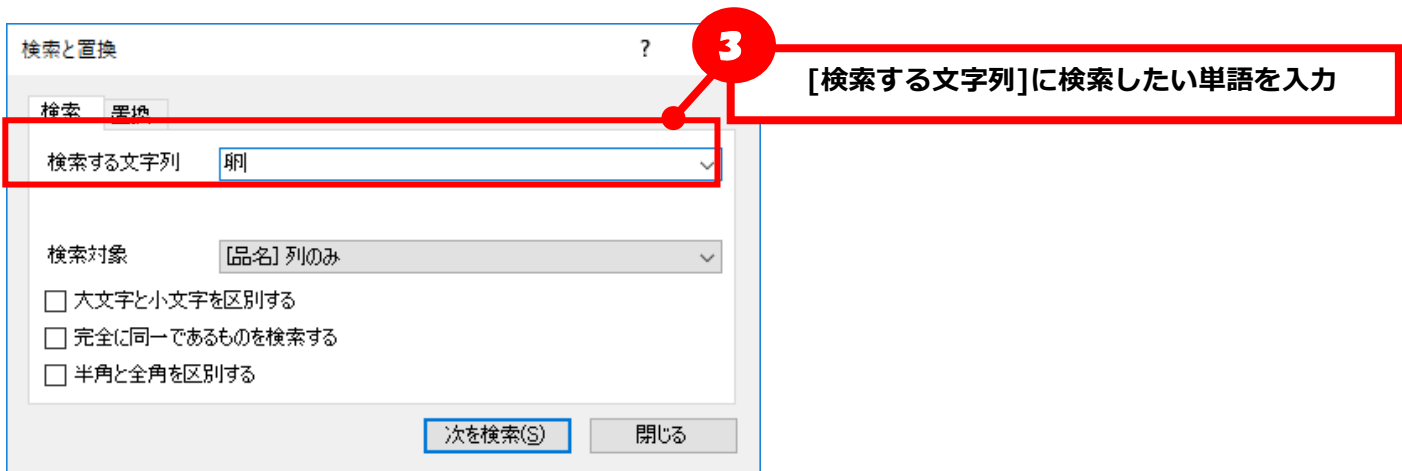 検索と置換
?
3
[検索する文字列]に検索したい単語を入力
検索 置換
検索する文字列 卵
検索対象 [品名] 列のみ
大文字と小文字を区別する
完全に同一であるものを検索する
半角と全角を区別する
次を検索(S) 閉じる